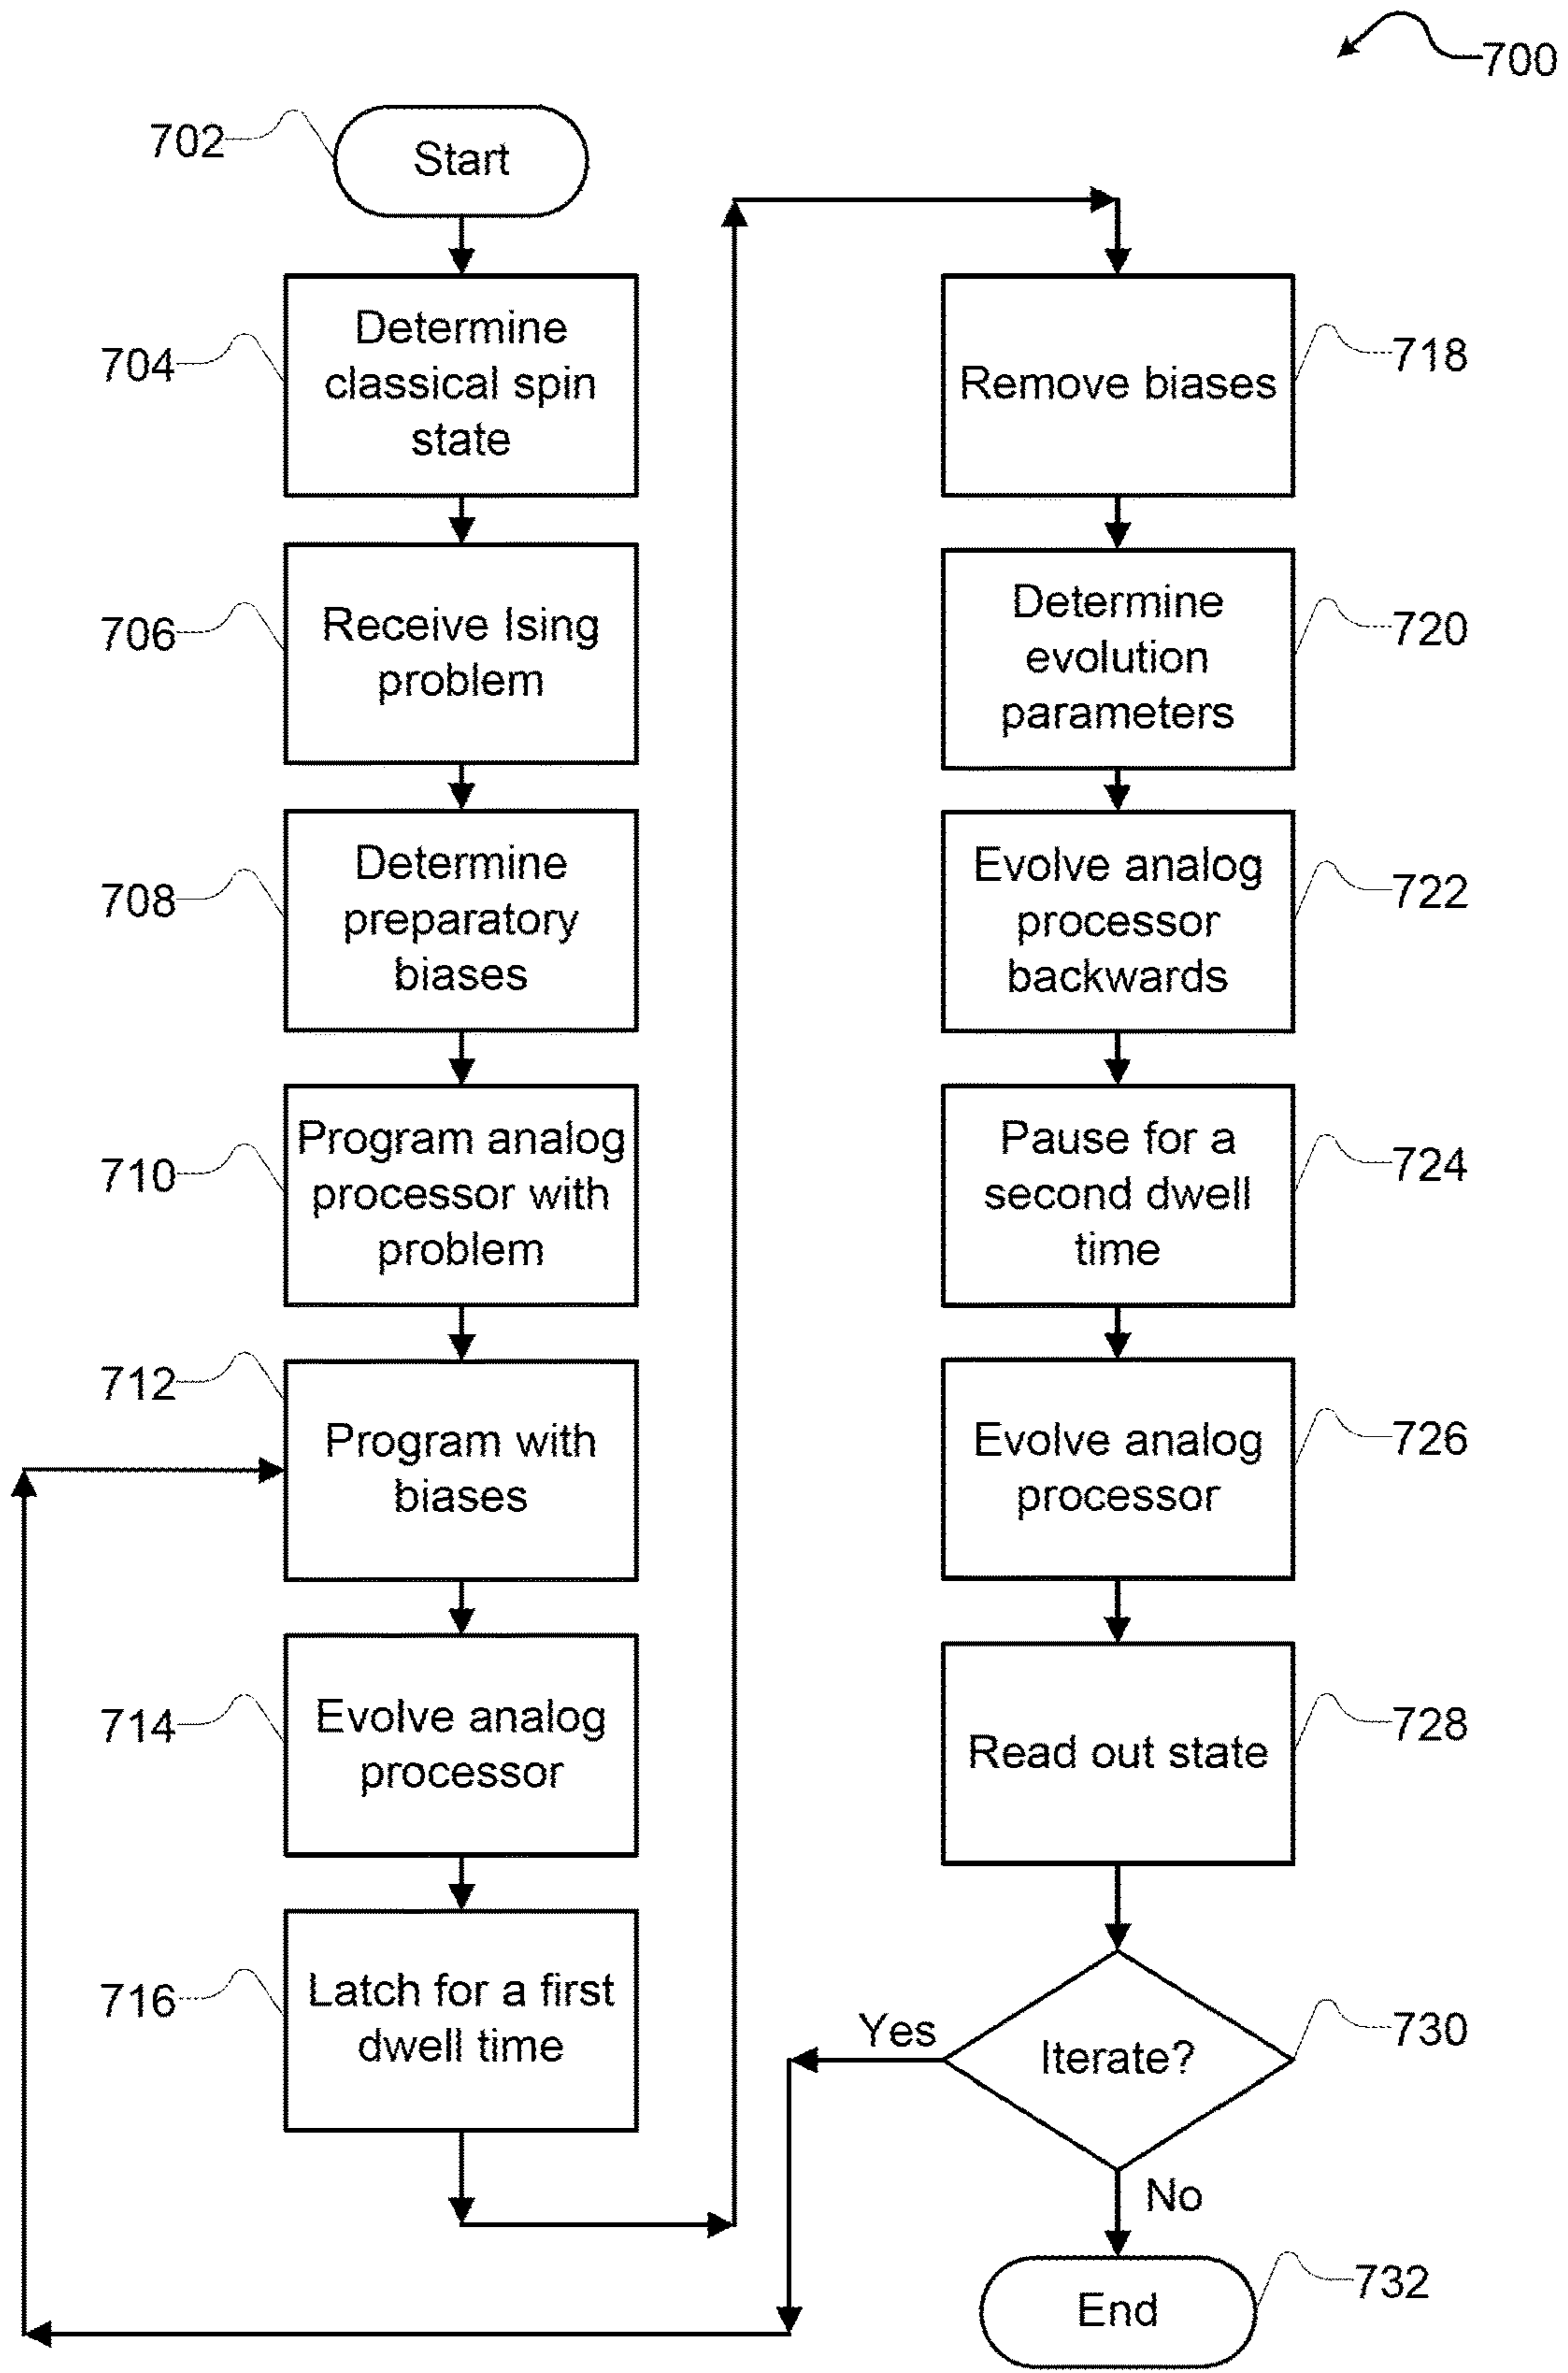 700
702
Start
704
Determine
classical spin
state
706
Receive Ising
problem
708
Determine
preparatory
biases
710
Program analog
processor with
problem
712
Program with
biases
714
Evolve analog
processor
716
Latch for a first
dwell time
Remove biases
718
Determine
evolution
parameters
720
Evolve analog
processor
backwards
722
Pause for a
second dwell
time
724
Evolve analog
processor
726
Read out state
728
Iterate?
730
Yes
No
End
732